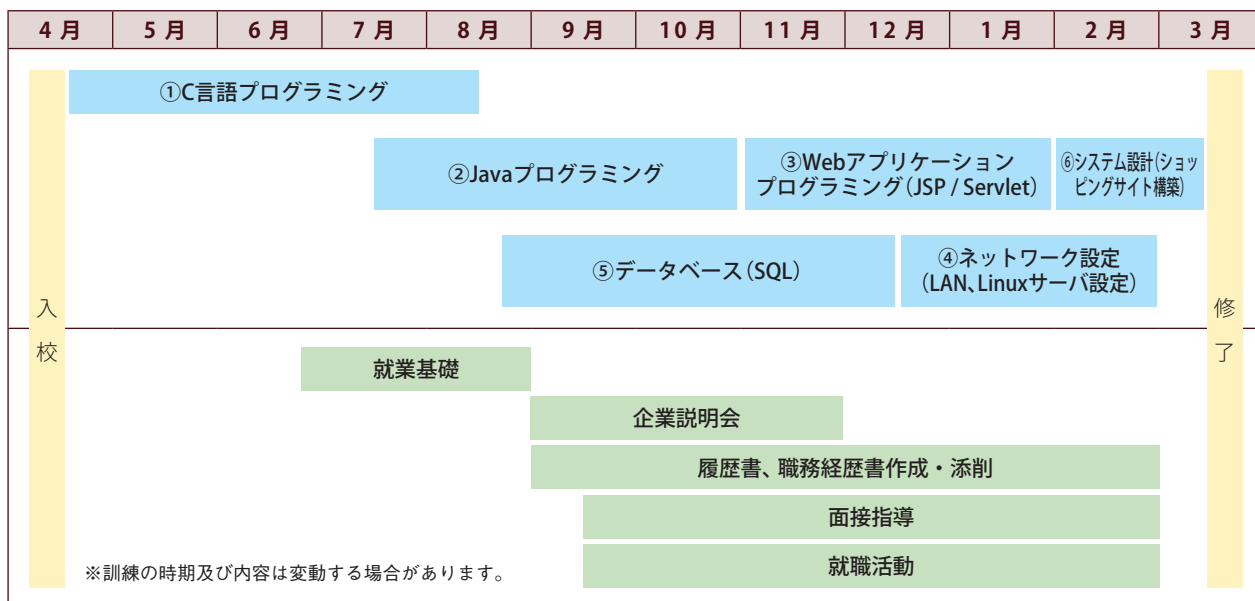 4 月 5 月 6 月 7 月 8 月 9 月 10 月 11 月 12 月 1 月 2 月 3 月
入校
①C言語プログラミング
②Javaプログラミング
③Webアプリケーション
プログラミング(JSP / Servlet)
⑥システム設計(ショッ
ピングサイト構築)
⑤データベース(SQL)
④ネットワーク設定
(LAN、Linuxサーバ設定)
就業基礎
企業説明会
履歴書、職務経歴書作成・添削
面接指導
就職活動
修了
※訓練の時期及び内容は変動する場合があります。